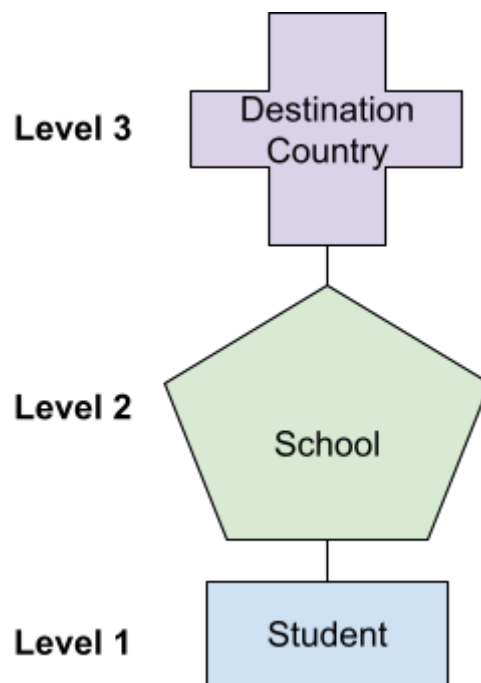 Level 3
Destination
Country
Level 2
School
Level 1
Student